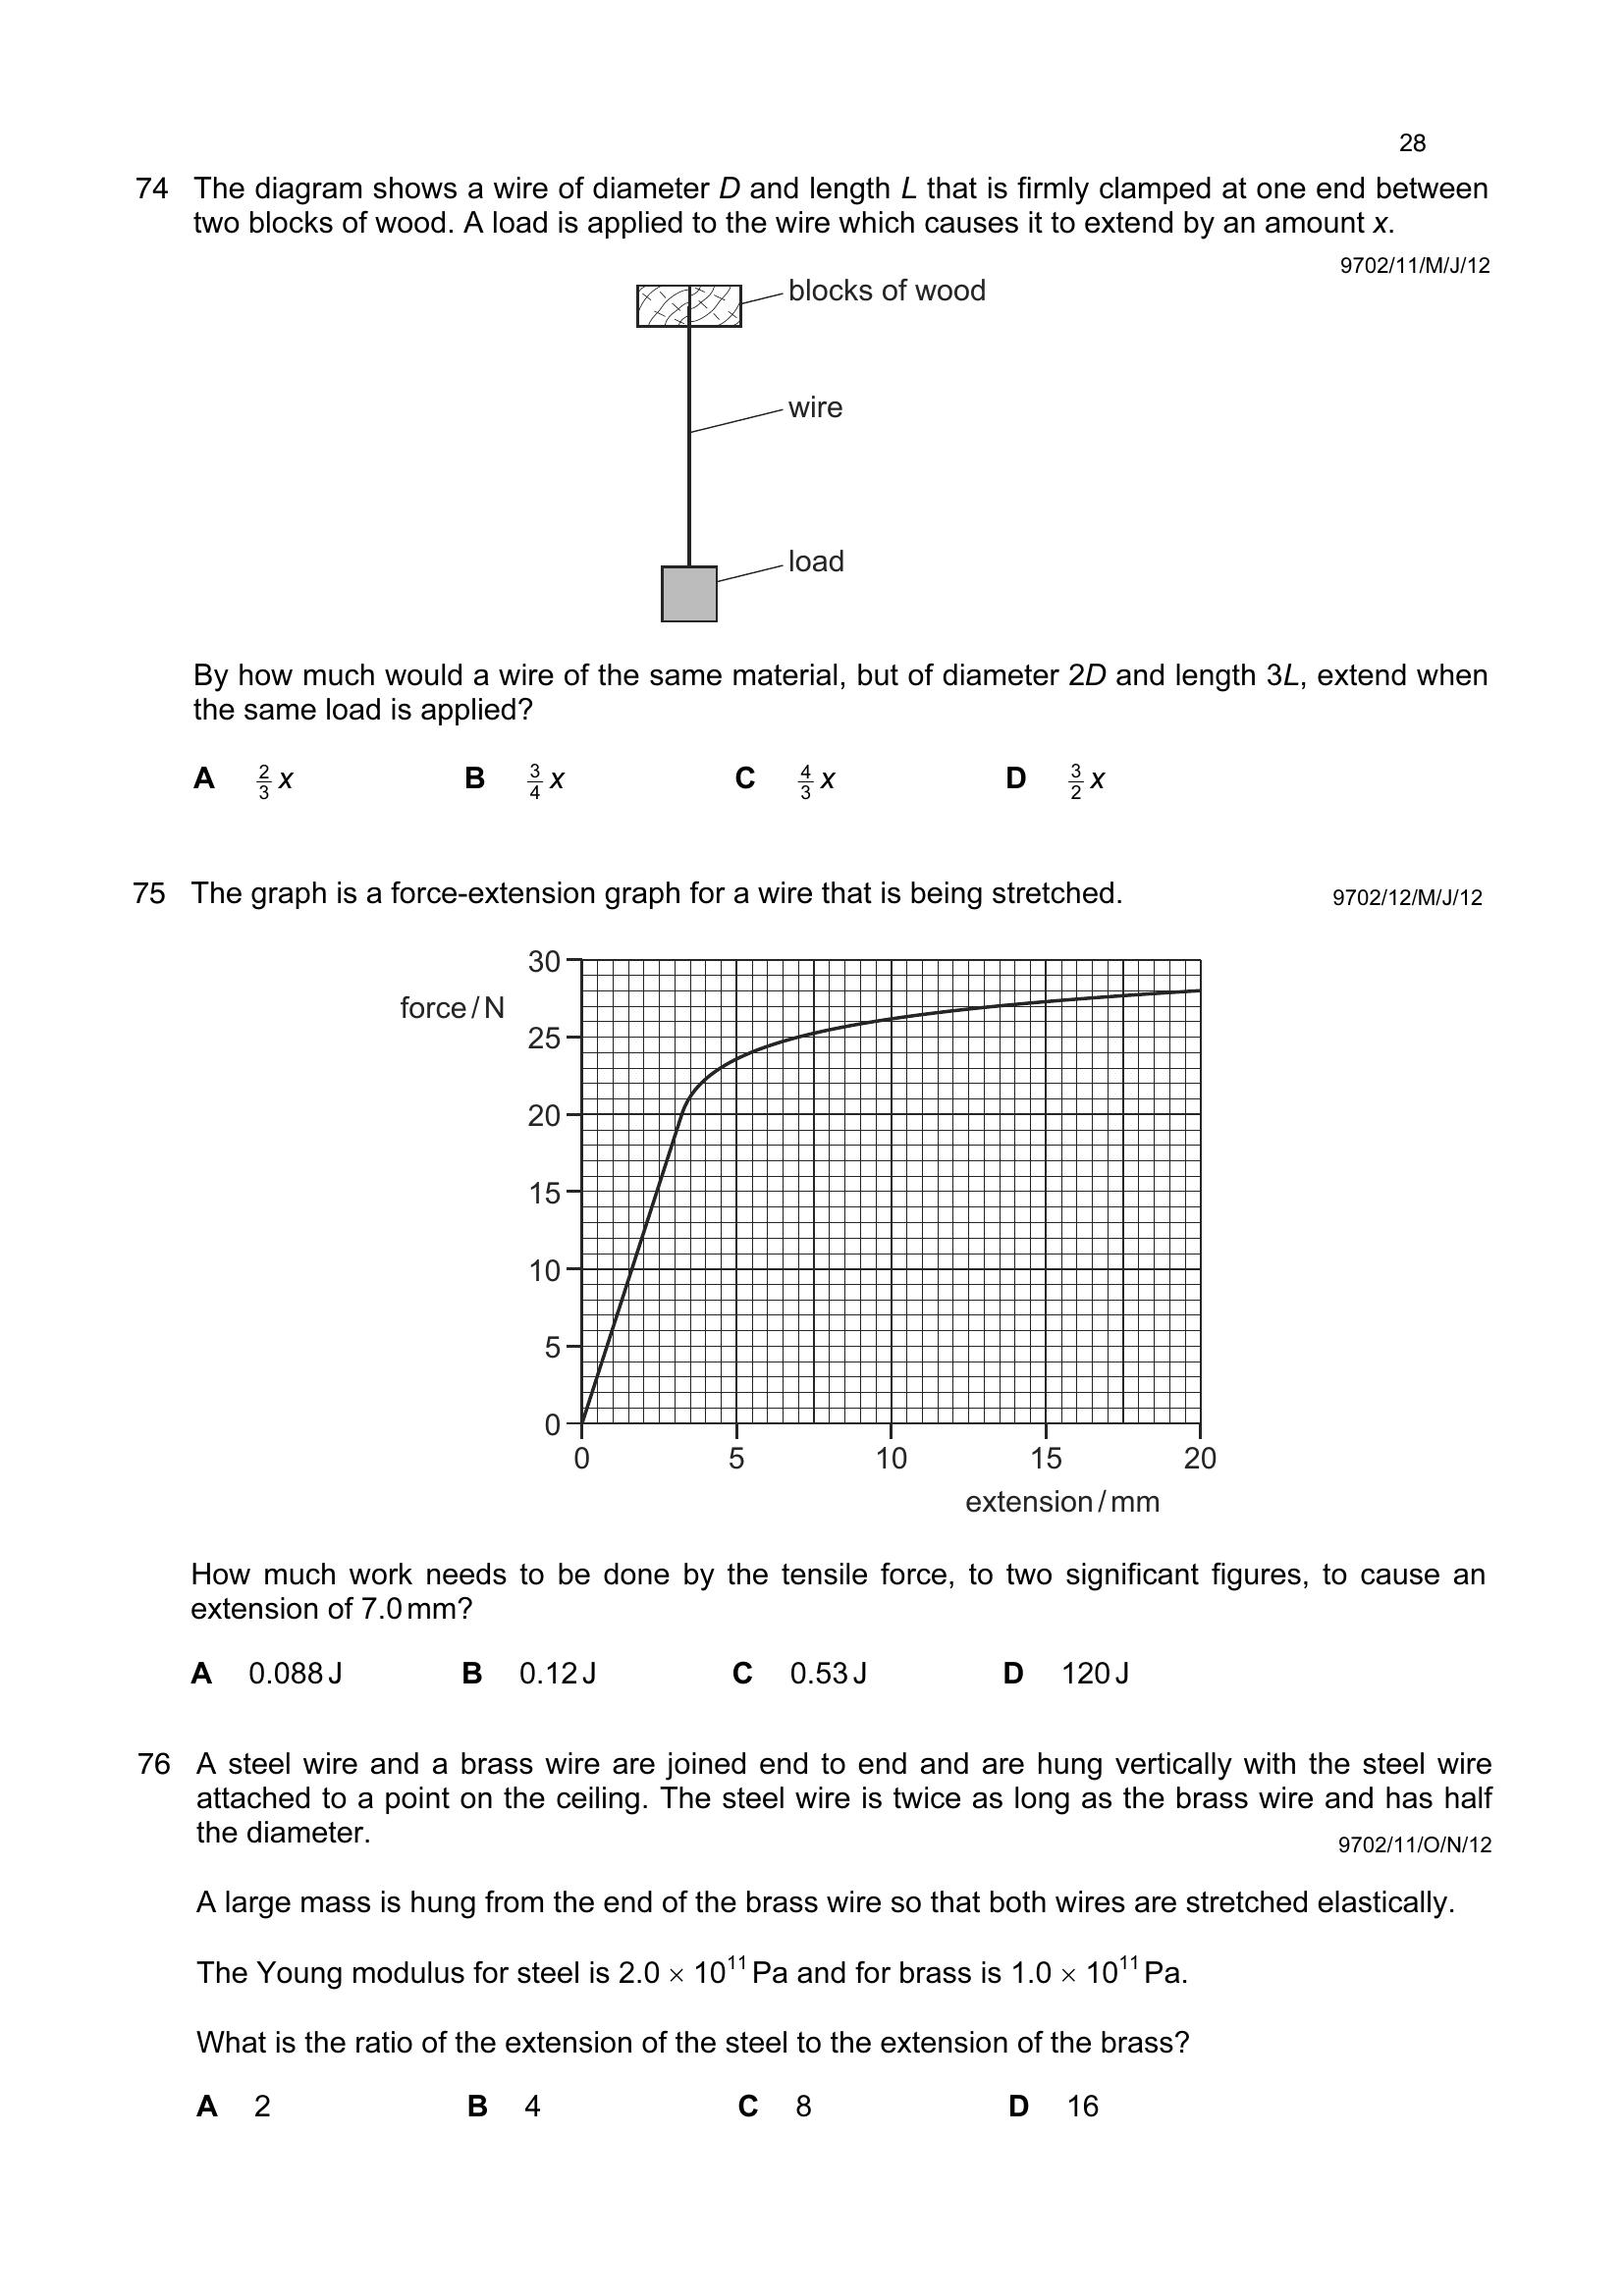 28
74 The diagram shows a wire of diameter D and length L that is firmly clamped at one end between
two blocks of wood. A load is applied to the wire which causes it to extend by an amount x.
9702/11/M/J/12
blocks of wood
wire
load
By how much would a wire of the same material, but of diameter 2D and length 3L, extend when
the same load is applied?
A 2/3 x B 3/4 x C 4/3 x D 3/2 x
75 The graph is a force-extension graph for a wire that is being stretched. 9702/12/M/J/12
30
force / N
25
20
15
10
5
0
0 5 10 15 20
extension / mm
How much work needs to be done by the tensile force, to two significant figures, to cause an
extension of 7.0 mm?
A 0.088 J B 0.12 J C 0.53 J D 120 J
76 A steel wire and a brass wire are joined end to end and are hung vertically with the steel wire
attached to a point on the ceiling. The steel wire is twice as long as the brass wire and has half
the diameter.
9702/11/O/N/12
A large mass is hung from the end of the brass wire so that both wires are stretched elastically.
The Young modulus for steel is 2.0 × 10¹¹ Pa and for brass is 1.0 × 10¹¹ Pa.
What is the ratio of the extension of the steel to the extension of the brass?
A 2 B 4 C 8 D 16